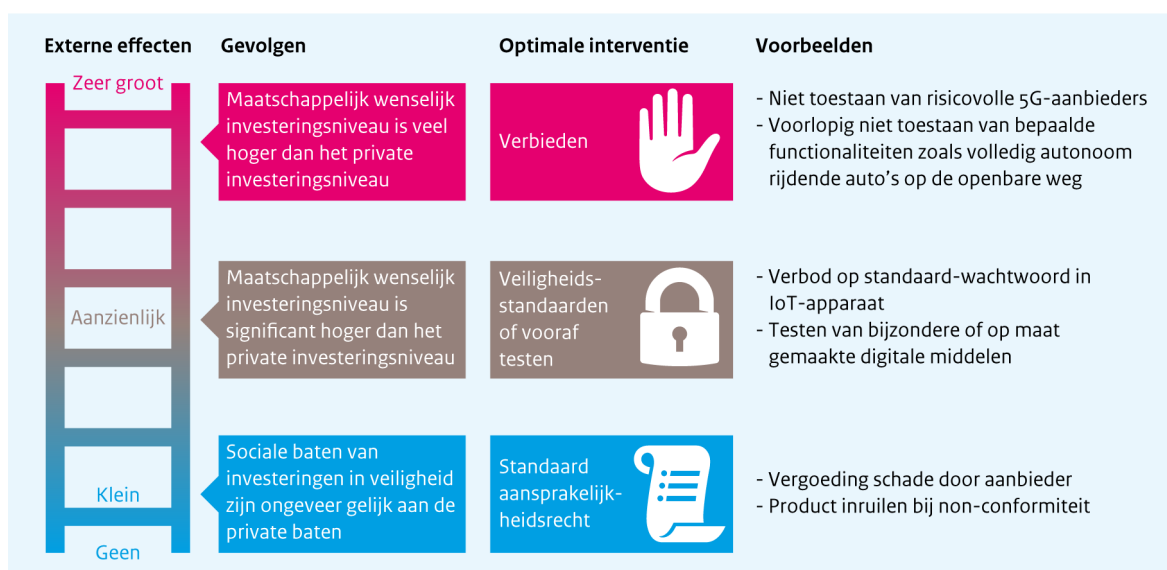 Externe effecten
Gevolgen
Optimale interventie
Voorbeelden
Zeer groot
Maatschappelijk wenselijk
investeringsniveau is veel
hoger dan het private
investeringsniveau
Verbieden
- Niet toestaan van risicovolle 5G-aanbieders
- Voorlopig niet toestaan van bepaalde
functionaliteiten zoals volledig autonoom
rijdende auto’s op de openbare weg
Aanzienlijk
Maatschappelijk wenselijk
investeringsniveau is
significant hoger dan het
private investeringsniveau
Veiligheids-
standaarden
of vooraf
testen
- Verbod op standaard-wachtwoord in
IoT-apparaat
- Testen van bijzondere of op maat
gemaakte digitale middelen
Klein
Geen
Sociale baten van
investeringen in veiligheid
zijn ongeveer gelijk aan de
private baten
Standaard
aansprakelijk-
heidsrecht
- Vergoeding schade door aanbieder
- Product inruilen bij non-conformiteit